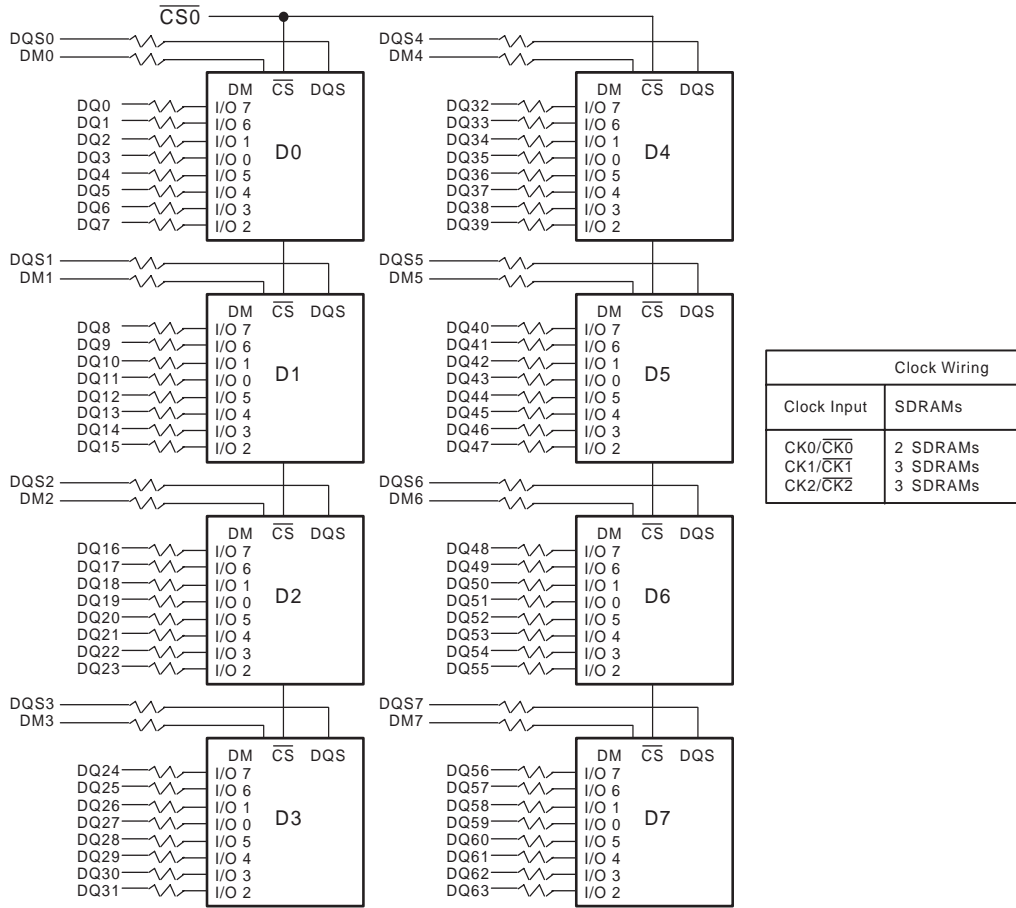 CS0
DQS0
DM0
DM CS DQS
DQ0 I/O 7
DQ1 I/O 6
DQ2 I/O 1
DQ3 I/O 0
DQ4 I/O 5
DQ5 I/O 4
DQ6 I/O 3
DQ7 I/O 2
D0
DQS1
DM1
DM CS DQS
DQ8 I/O 7
DQ9 I/O 6
DQ10 I/O 1
DQ11 I/O 0
DQ12 I/O 5
DQ13 I/O 4
DQ14 I/O 3
DQ15 I/O 2
D1
DQS2
DM2
DM CS DQS
DQ16 I/O 7
DQ17 I/O 6
DQ18 I/O 1
DQ19 I/O 0
DQ20 I/O 5
DQ21 I/O 4
DQ22 I/O 3
DQ23 I/O 2
D2
DQS3
DM3
DM CS DQS
DQ24 I/O 7
DQ25 I/O 6
DQ26 I/O 1
DQ27 I/O 0
DQ28 I/O 5
DQ29 I/O 4
DQ30 I/O 3
DQ31 I/O 2
D3
DQS4
DM4
DM CS DQS
DQ32 I/O 7
DQ33 I/O 6
DQ34 I/O 1
DQ35 I/O 0
DQ36 I/O 5
DQ37 I/O 4
DQ38 I/O 3
DQ39 I/O 2
D4
DQS5
DM5
DM CS DQS
DQ40 I/O 7
DQ41 I/O 6
DQ42 I/O 1
DQ43 I/O 0
DQ44 I/O 5
DQ45 I/O 4
DQ46 I/O 3
DQ47 I/O 2
D5
DQS6
DM6
DM CS DQS
DQ48 I/O 7
DQ49 I/O 6
DQ50 I/O 1
DQ51 I/O 0
DQ52 I/O 5
DQ53 I/O 4
DQ54 I/O 3
DQ55 I/O 2
D6
DQS7
DM7
DM CS DQS
DQ56 I/O 7
DQ57 I/O 6
DQ58 I/O 1
DQ59 I/O 0
DQ60 I/O 5
DQ61 I/O 4
DQ62 I/O 3
DQ63 I/O 2
D7
Clock Wiring
Clock Input SDRAMs
CK0/CK0 2 SDRAMs
CK1/CK1 3 SDRAMs
CK2/CK2 3 SDRAMs